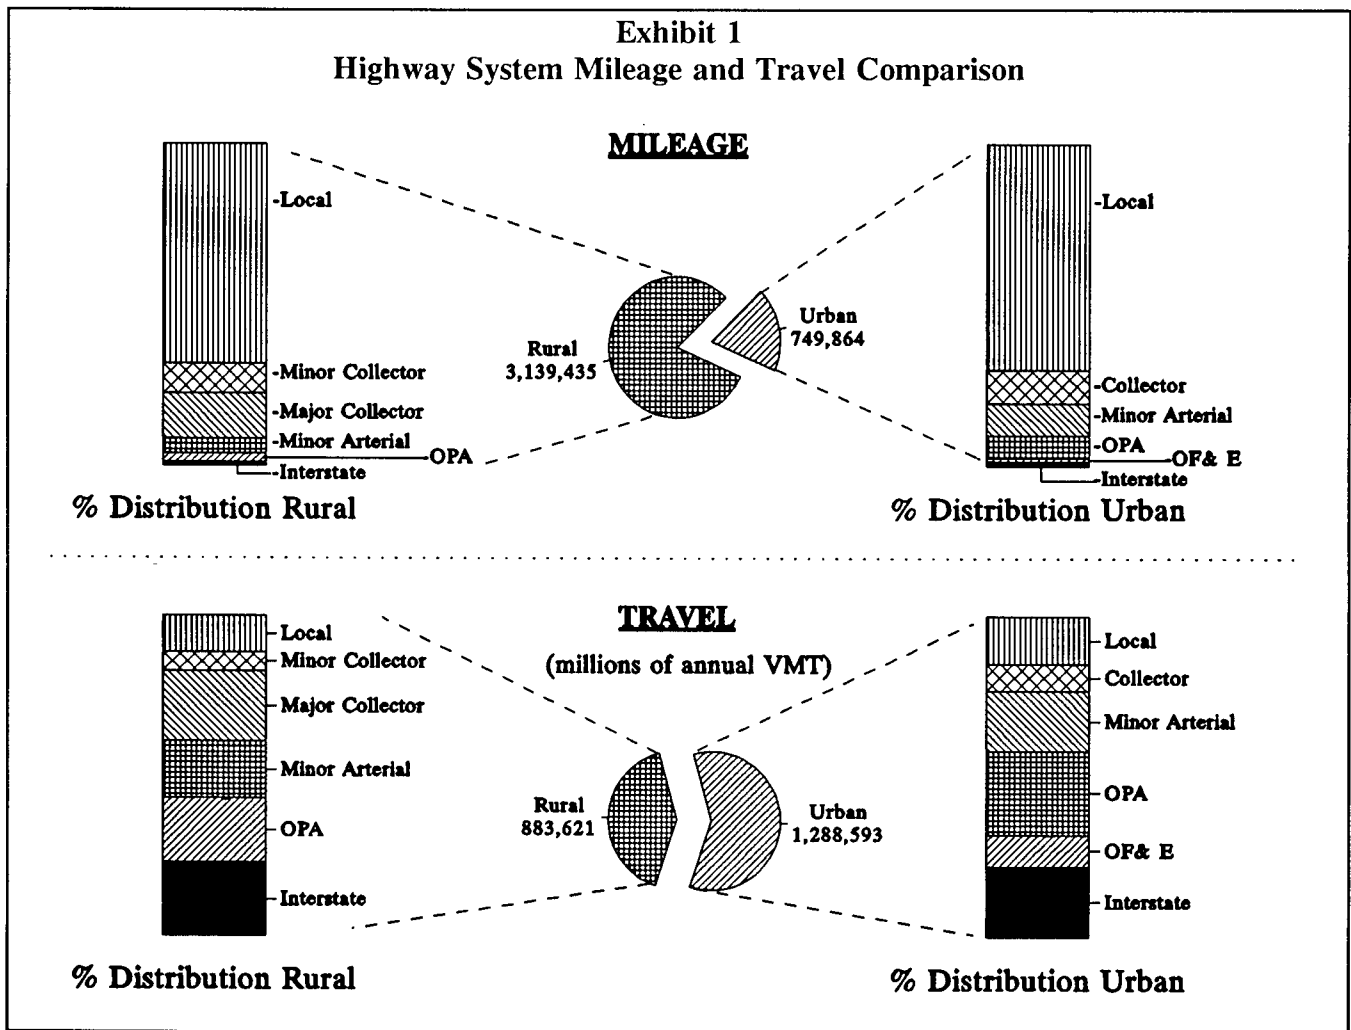 Exhibit 1
Highway System Mileage and Travel Comparison
MILEAGE
-Local
-Minor Collector
-Major Collector
-Minor Arterial
-OPA
-Interstate
% Distribution Rural
Rural
3,139,435
Urban
749,864
-Local
-Collector
-Minor Arterial
-OPA
-OF& E
-Interstate
% Distribution Urban
TRAVEL
(millions of annual VMT)
Local
Minor Collector
Major Collector
Minor Arterial
OPA
Interstate
% Distribution Rural
Rural
883,621
Urban
1,288,593
Local
Collector
Minor Arterial
OPA
OF& E
Interstate
% Distribution Urban